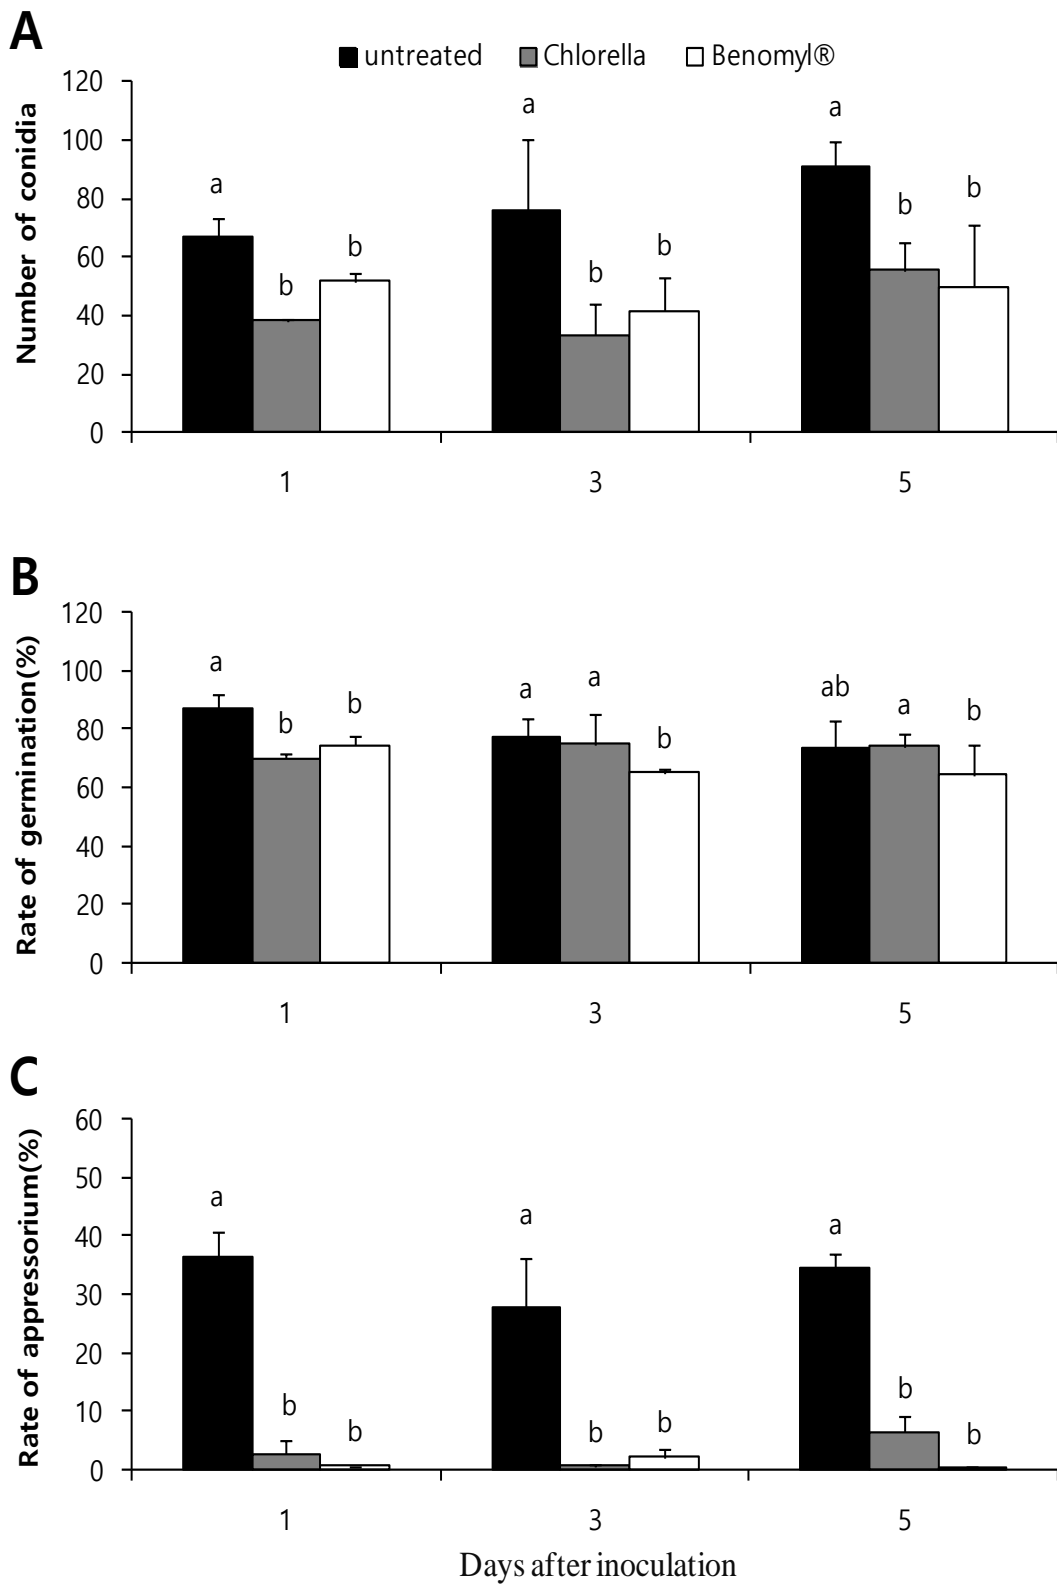 A
untreated Chlorella Benomyl®
Number of conidia
120
100
80
60
40
20
0
a b b
a b b
a b b
1 3 5
B
Rate of germination(%)
120
100
80
60
40
20
0
a b b
a a b
ab a b
1 3 5
C
Rate of appressorium(%)
60
50
40
30
20
10
0
a b b
a b b
a b b
1 3 5
Days after inoculation